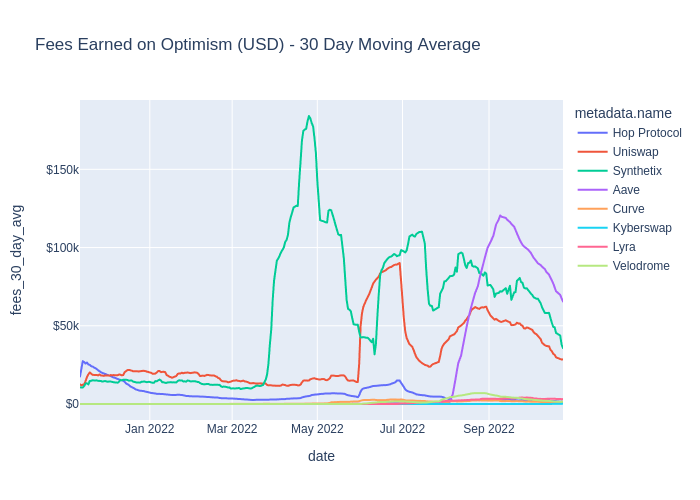 Fees Earned on Optimism (USD) - 30 Day Moving Average
metadata.name
Hop Protocol
Uniswap
Synthetix
Aave
Curve
Kyberswap
Lyra
Velodrome
fees_30_day_avg
$150k
$100k
$50k
$0
Jan 2022
Mar 2022
May 2022
Jul 2022
Sep 2022
date